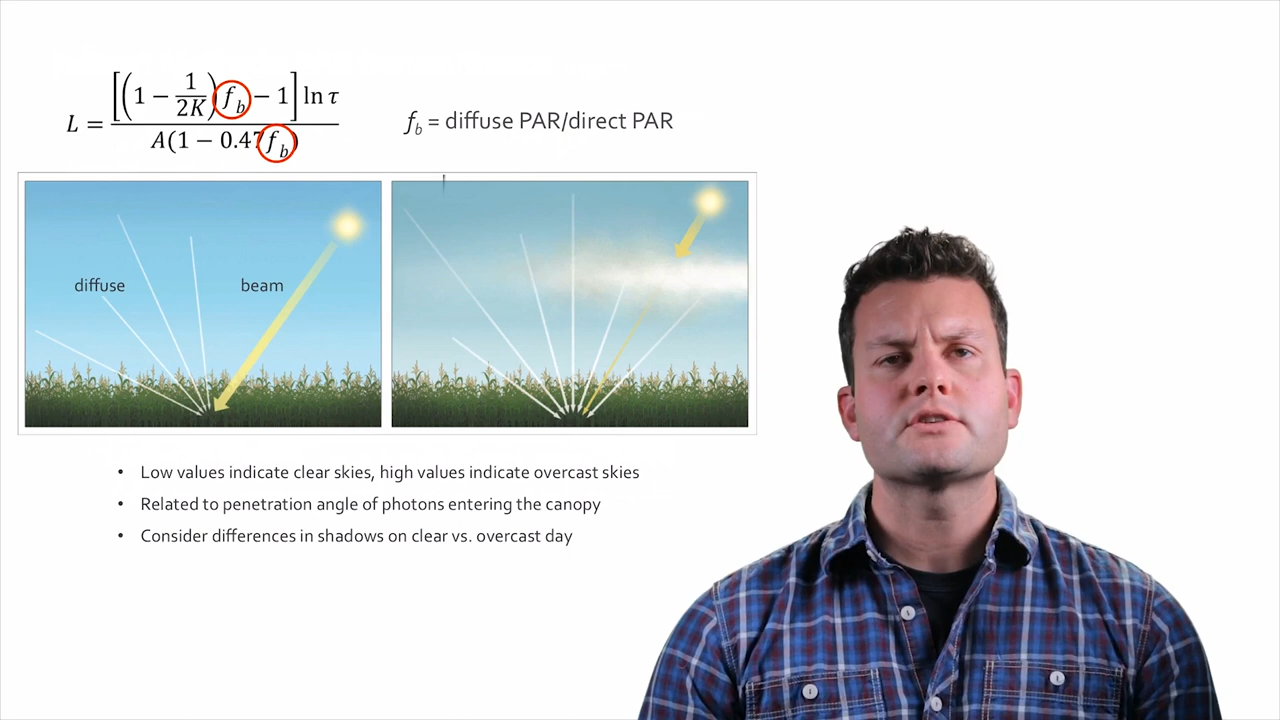 L = [(1 − 1/2K) f_b − 1] ln τ / A(1 − 0.47f_b)
f_b = diffuse PAR/direct PAR
diffuse
beam
• Low values indicate clear skies, high values indicate overcast skies
• Related to penetration angle of photons entering the canopy
• Consider differences in shadows on clear vs. overcast day